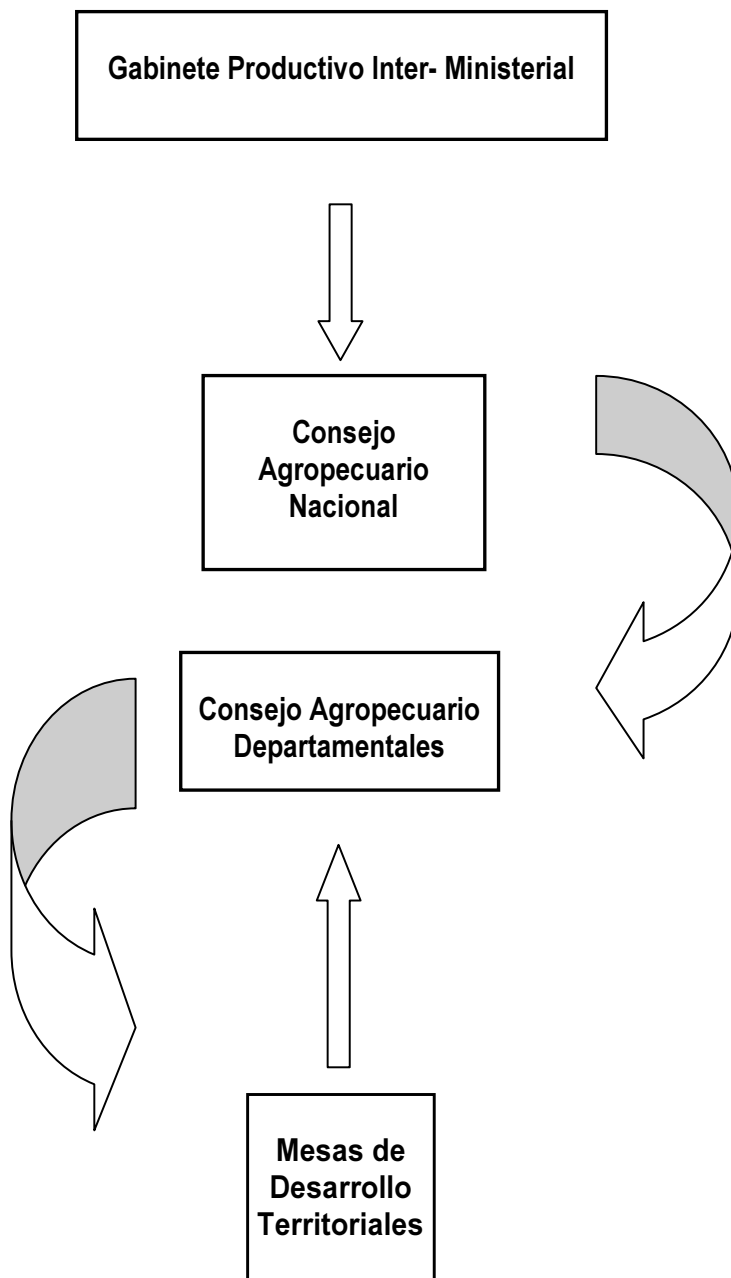 Gabinete Productivo Inter- Ministerial
Consejo
Agropecuario
Nacional
Consejo Agropecuario
Departamentales
Mesas de
Desarrollo
Territoriales